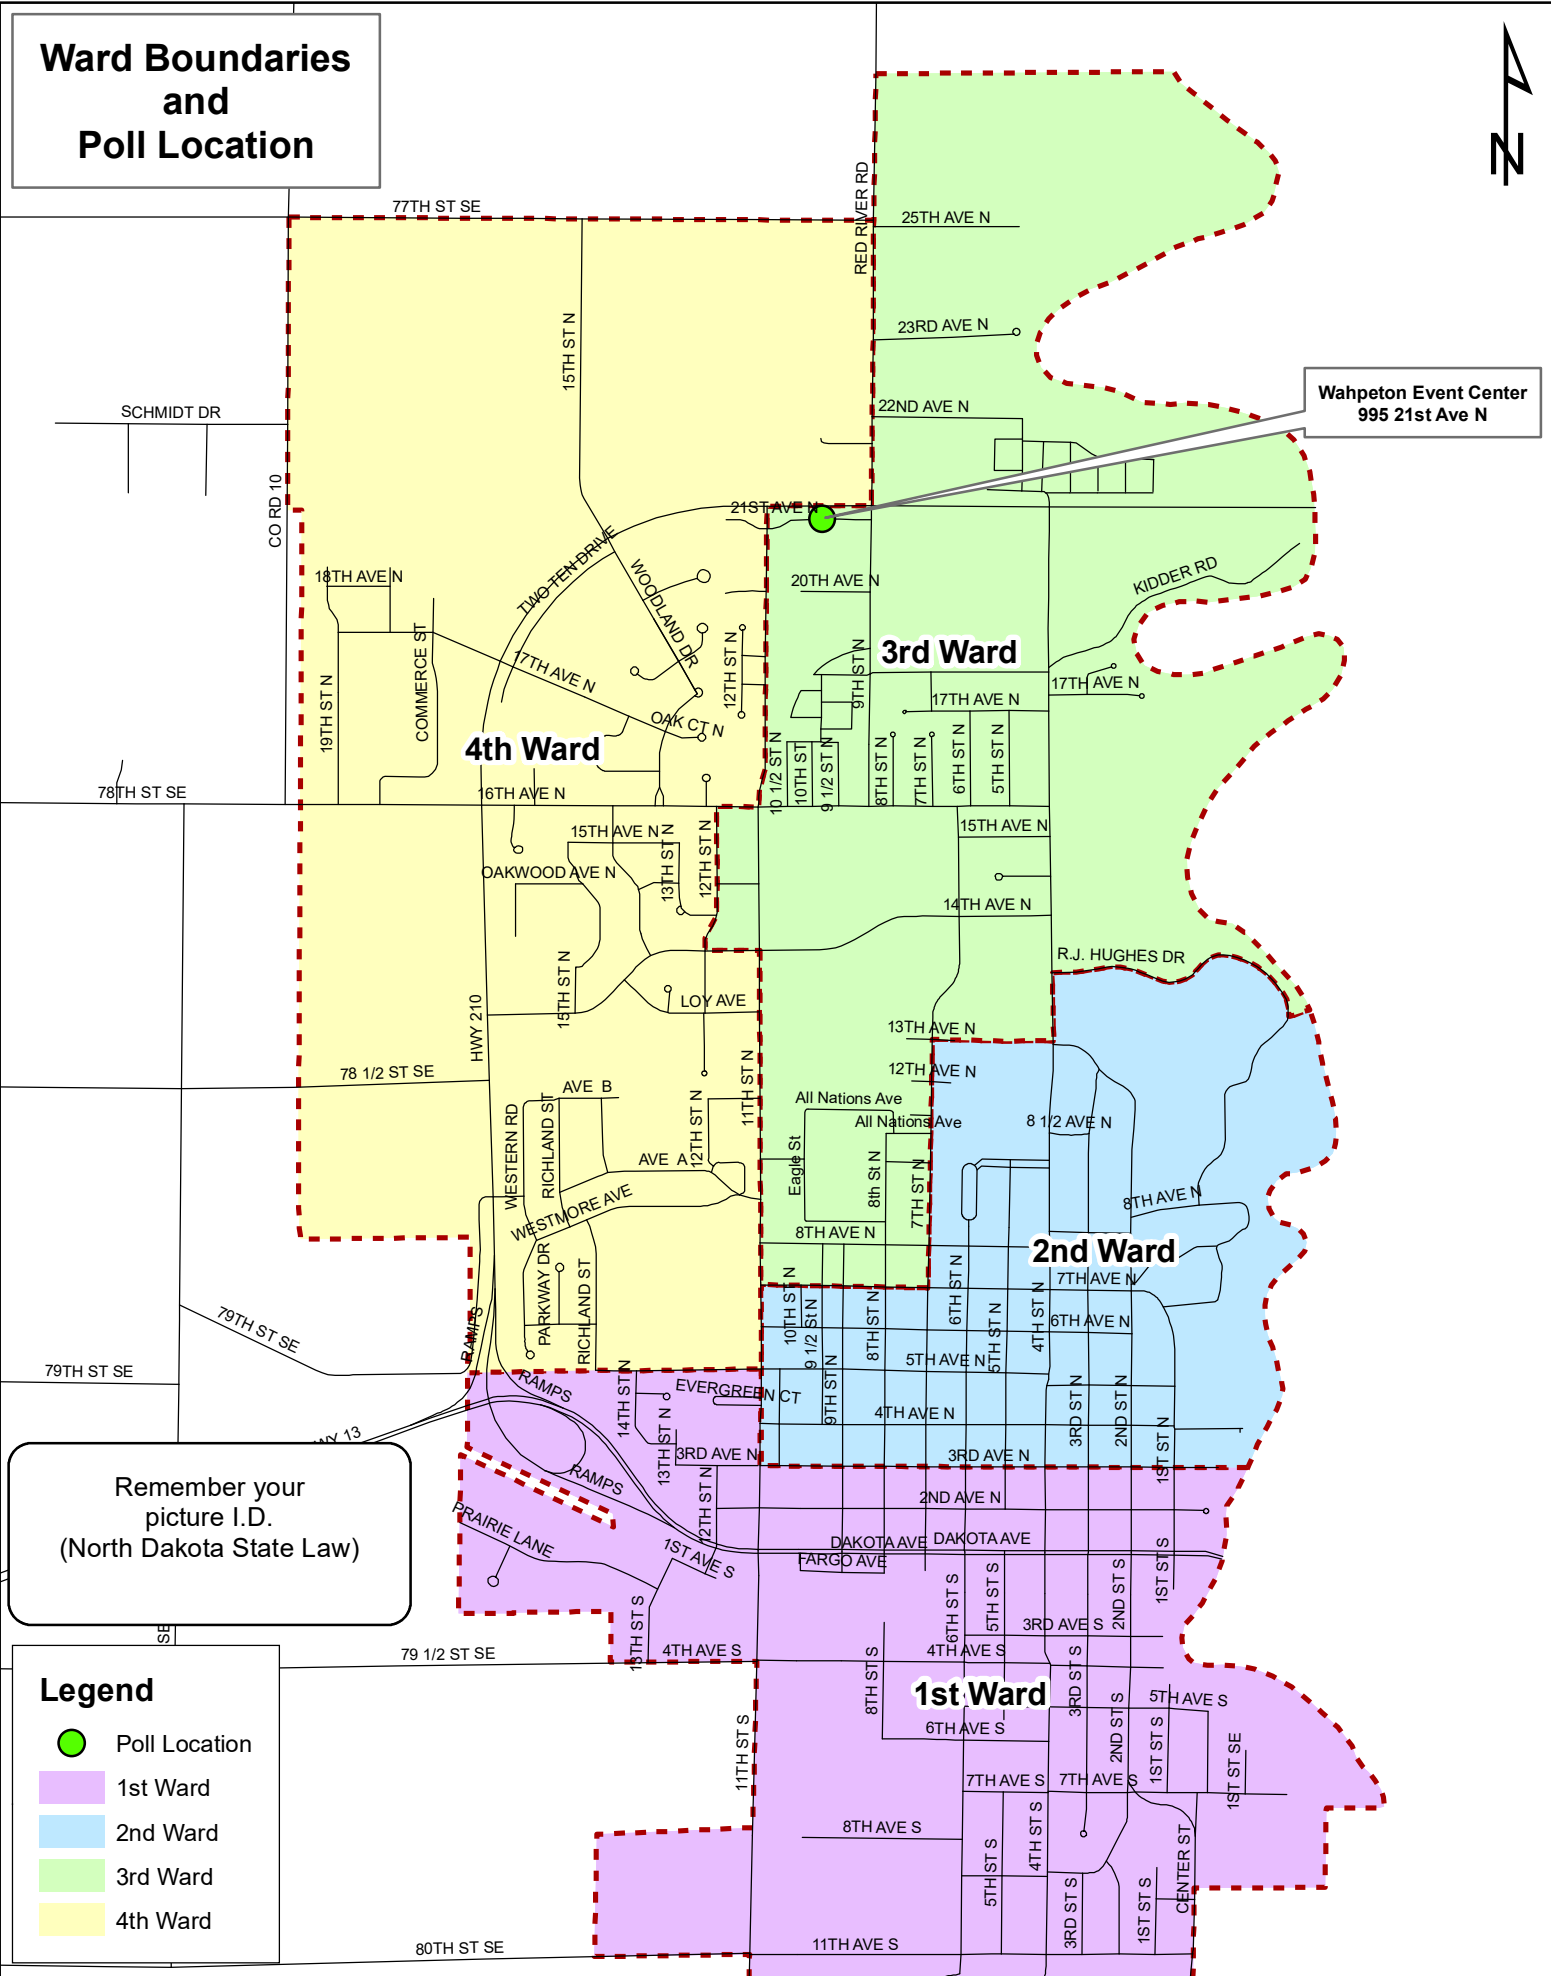 Ward Boundaries
and
Poll Location
N
77TH ST SE
RED RIVER RD
25TH AVE N
15TH ST N
23RD AVE N
Wahpeton Event Center
995 21st Ave N
SCHMIDT DR
22ND AVE N
CO RD 10
21ST AVE N
TWO TEN DRIVE
WOODLAND DR
18TH AVE N
20TH AVE N
KIDDER RD
COMMERCE ST
17TH AVE N
12TH ST N
9TH ST N
3rd Ward
17TH AVE N
17TH AVE N
19TH ST N
OAK CT N
4th Ward
10 1/2 ST N
10TH ST
9 1/2 ST N
8TH ST N
7TH ST N
6TH ST N
5TH ST N
78TH ST SE
16TH AVE N
15TH AVE N
13TH ST N
12TH ST N
15TH AVE N
OAKWOOD AVE N
14TH AVE N
R.J. HUGHES DR
15TH ST N
LOY AVE
HWY 210
13TH AVE N
78 1/2 ST SE
12TH AVE N
AVE B
11TH ST N
12TH ST N
All Nations Ave
All Nations Ave
8 1/2 AVE N
WESTERN RD
RICHLAND ST
AVE A
Eagle St
8th St N
7TH ST N
WESTMORE AVE
8TH AVE N
8TH AVE N
2nd Ward
PARKWAY DR
RICHLAND ST
7TH AVE N
10TH ST N
9 1/2 St N
8TH ST N
6TH ST N
5TH ST N
4TH ST N
6TH AVE N
79TH ST SE
RAMPS
79TH ST SE
5TH AVE N
RAMPS
14TH ST N
EVERGREEN CT
9TH ST N
3RD ST N
2ND ST N
4TH AVE N
13TH ST N
1ST ST N
WY 13
3RD AVE N
3RD AVE N
Remember your
picture I.D.
(North Dakota State Law)
RAMPS
12TH ST N
2ND AVE N
PRAIRIE LANE
DAKOTA AVE
DAKOTA AVE
1ST AVE S
FARGO AVE
6TH ST S
5TH ST S
2ND ST S
1ST ST S
SE
13TH ST S
3RD AVE S
79 1/2 ST SE
4TH AVE S
4TH AVE S
8TH ST S
3RD ST S
1st Ward
5TH AVE S
6TH AVE S
2ND ST S
1ST ST S
1ST ST SE
11TH ST S
7TH AVE S
7TH AVE S
8TH AVE S
4TH ST S
5TH ST S
CENTER ST
3RD ST S
1ST ST S
80TH ST SE
11TH AVE S
Legend
Poll Location
1st Ward
2nd Ward
3rd Ward
4th Ward